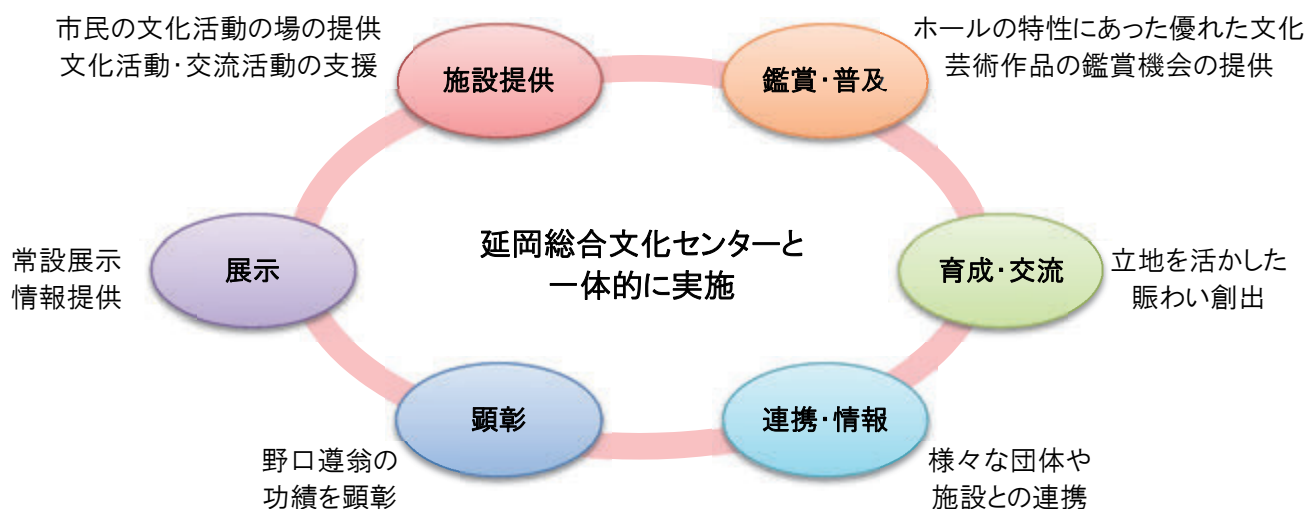 市民の文化活動の場の提供
文化活動・交流活動の支援
施設提供
鑑賞・普及
ホールの特性にあった優れた文化
芸術作品の鑑賞機会の提供
延岡総合文化センターと
一体的に実施
常設展示
情報提供
展示
育成・交流
立地を活かした
賑わい創出
顕彰
野口遵翁の
功績を顕彰
連携・情報
様々な団体や
施設との連携